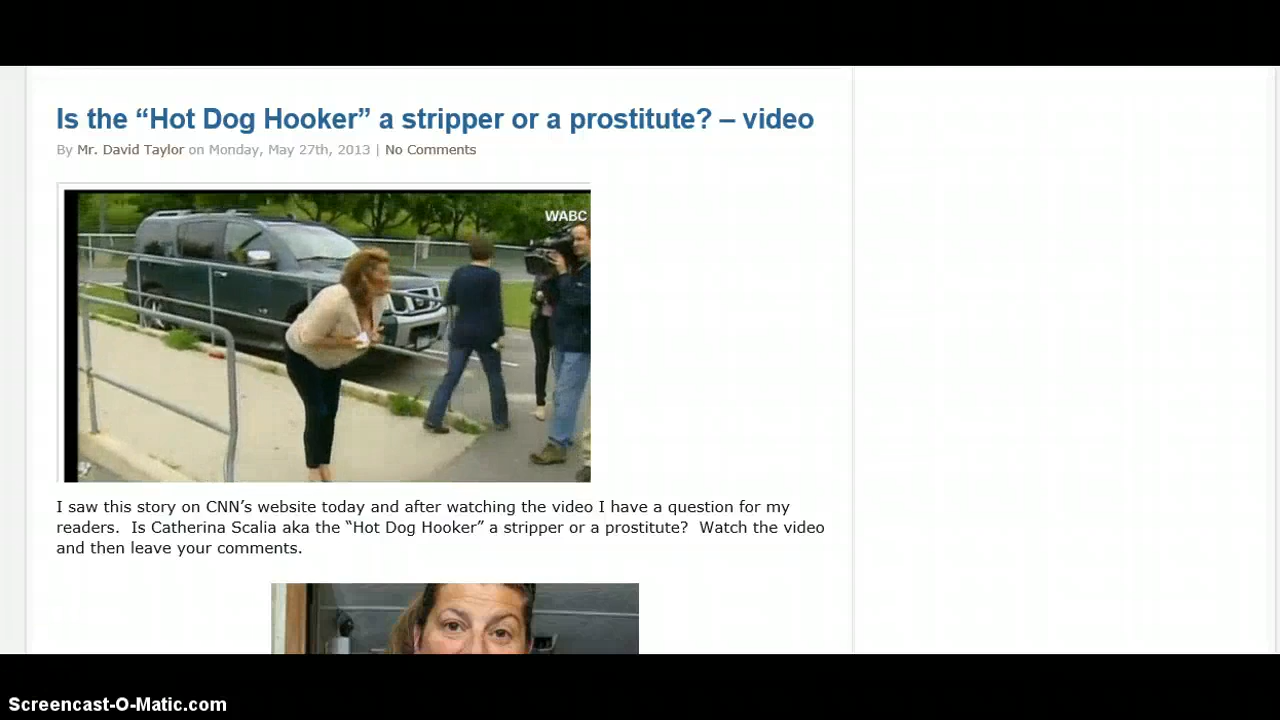 Is the “Hot Dog Hooker” a stripper or a prostitute? – video
By Mr. David Taylor on Monday, May 27th, 2013 | No Comments
WABC
I saw this story on CNN’s website today and after watching the video I have a question for my
readers.  Is Catherina Scalia aka the “Hot Dog Hooker” a stripper or a prostitute?  Watch the video
and then leave your comments.
Screencast-O-Matic.com